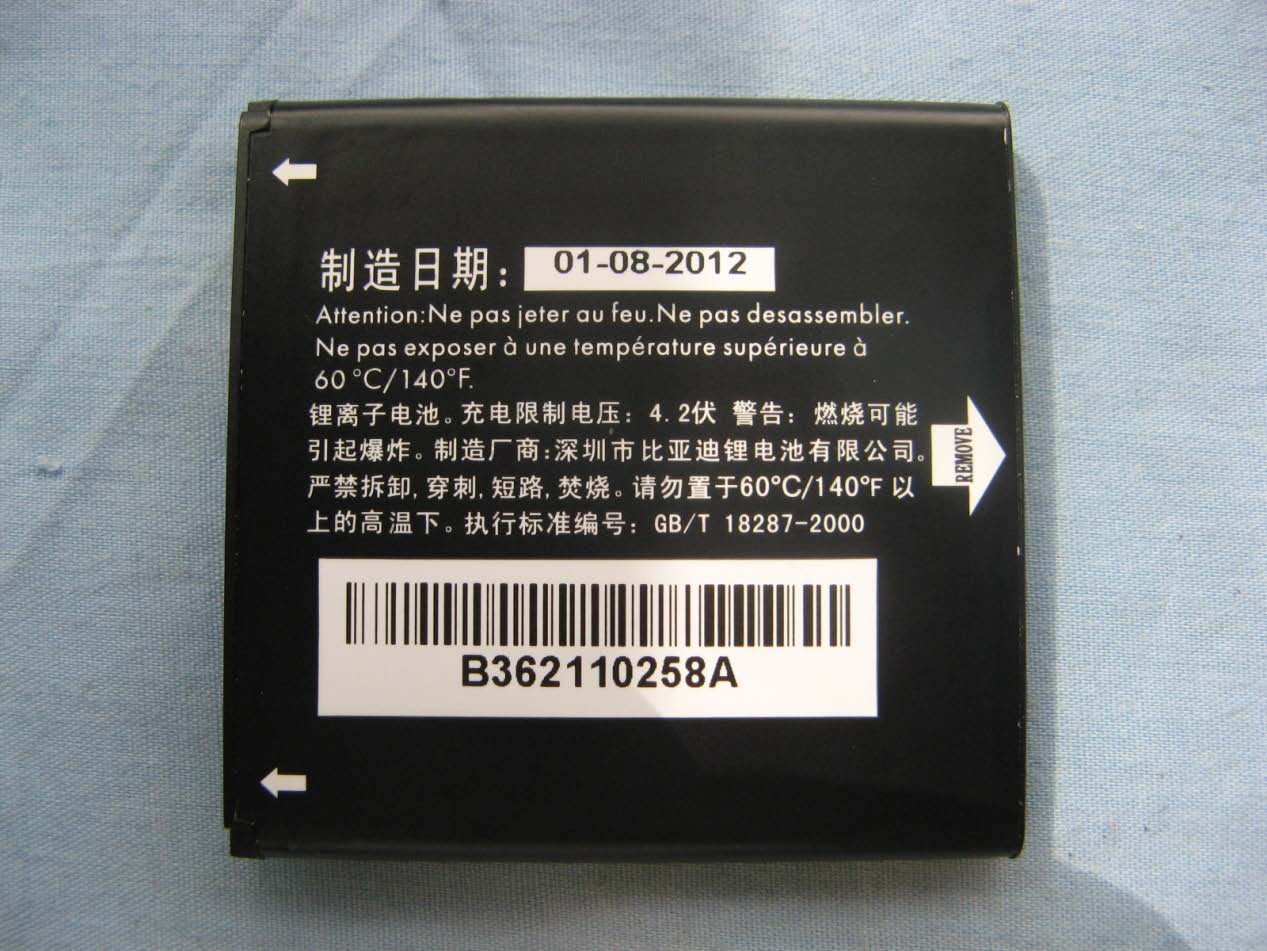 制造日期: 01-08-2012
Attention:Ne pas jeter au feu.Ne pas desassembler.
Ne pas exposer à une température supérieure à
60 °C/140°F.
锂离子电池。充电限制电压: 4.2伏 警告: 燃烧可能
引起爆炸。制造厂商:深圳市比亚迪锂电池有限公司。
严禁拆卸,穿刺,短路,焚烧。请勿置于60℃/140°F 以
上的高温下。执行标准编号: GB/T 18287-2000
REMOVE
B362110258A